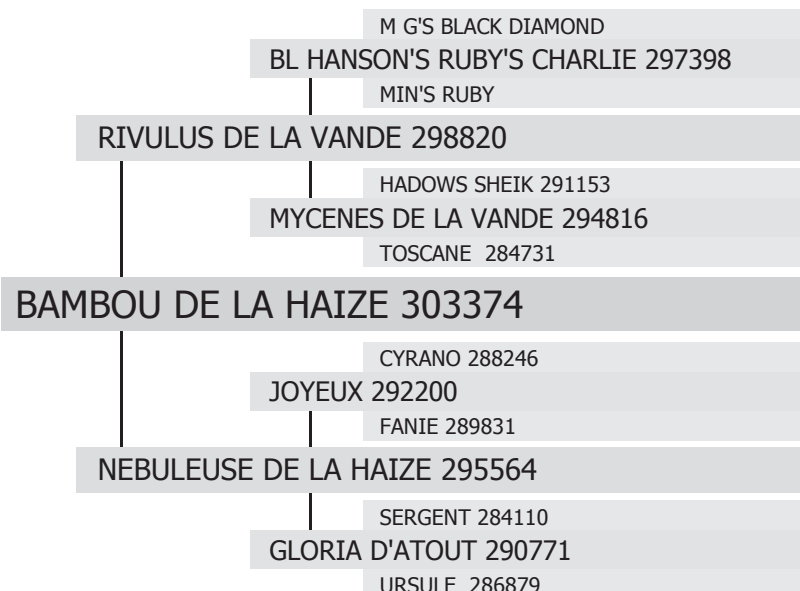 M G'S BLACK DIAMOND
BL HANSON'S RUBY'S CHARLIE 297398
MIN'S RUBY
RIVULUS DE LA VANDE 298820
HADOWS SHEIK 291153
MYCENES DE LA VANDE 294816
TOSCANE 284731
BAMBOU DE LA HAIZE 303374
CYRANO 288246
JOYEUX 292200
FANIE 289831
NEBULEUSE DE LA HAIZE 295564
SERGENT 284110
GLORIA D'ATOUT 290771
URSULE 286879